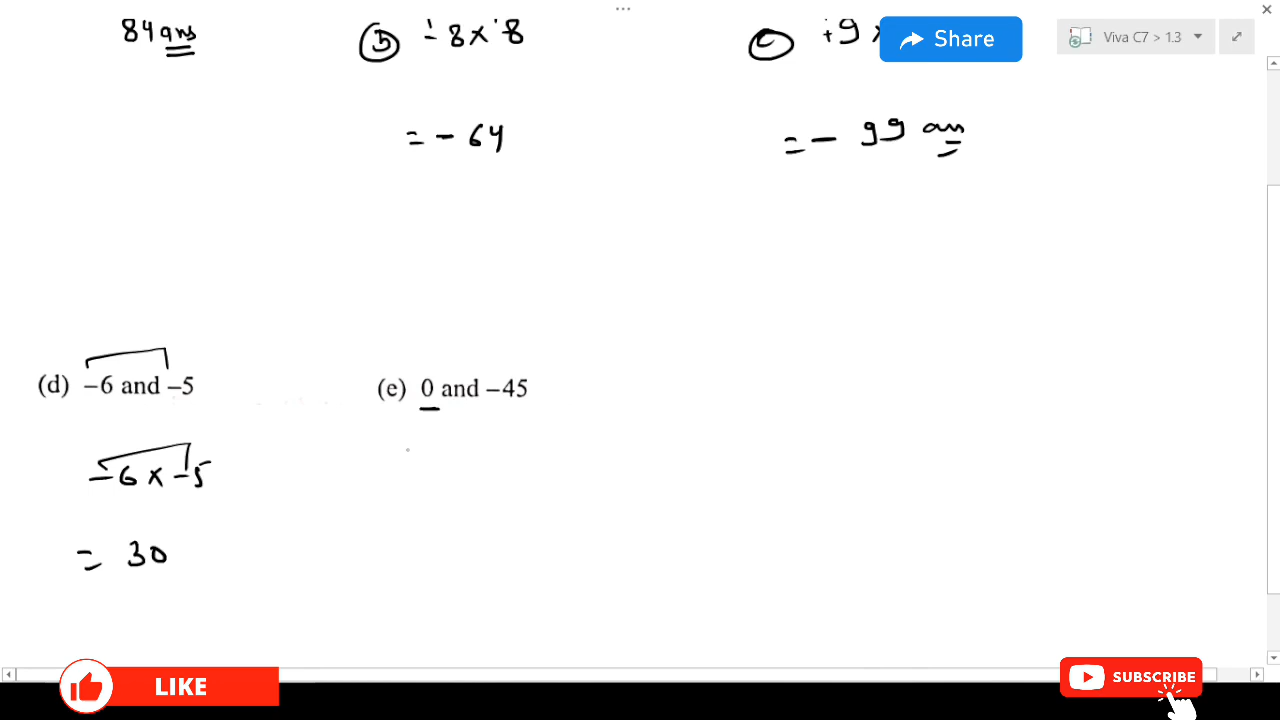 84 ans
(b) - 8 x 8
(c) +9 x
Share
Viva C7 > 1.3
= - 64
= - 99 ans
(d) –6 and –5
(e) 0 and –45
-6 x -5
= 30
LIKE
SUBSCRIBE